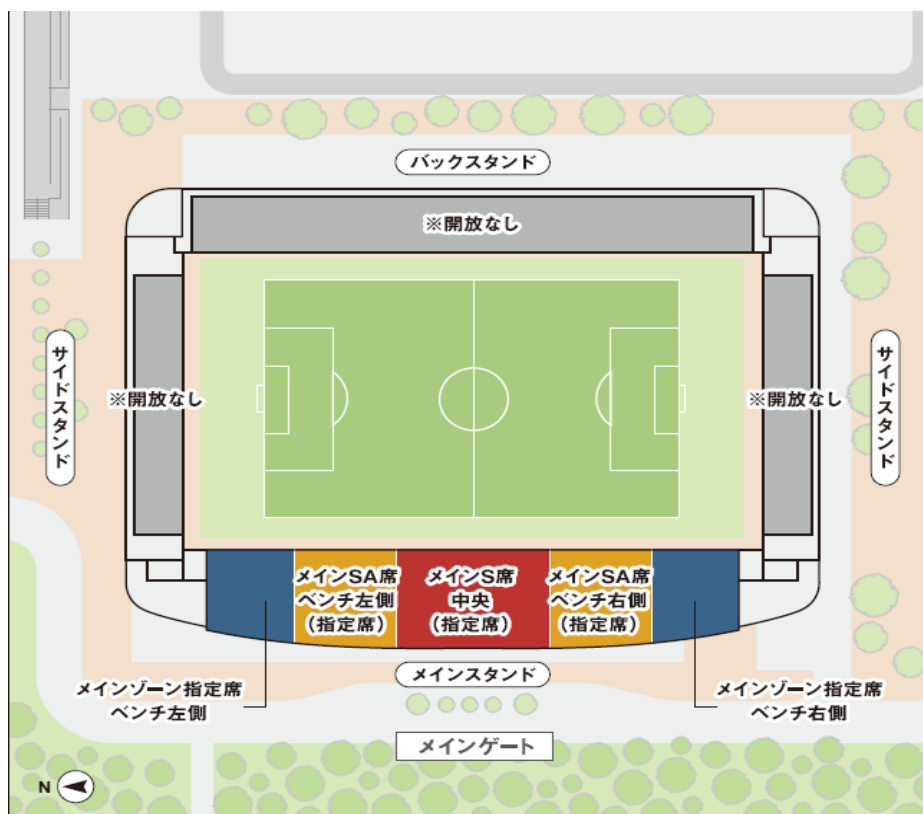 バックスタンド
※開放なし
サイドスタンド
※開放なし
※開放なし
サイドスタンド
メインSA席
ベンチ左側
(指定席)
メインS席
中央
(指定席)
メインSA席
ベンチ右側
(指定席)
メインスタンド
メインゾーン指定席
ベンチ左側
メインゾーン指定席
ベンチ右側
メインゲート
N